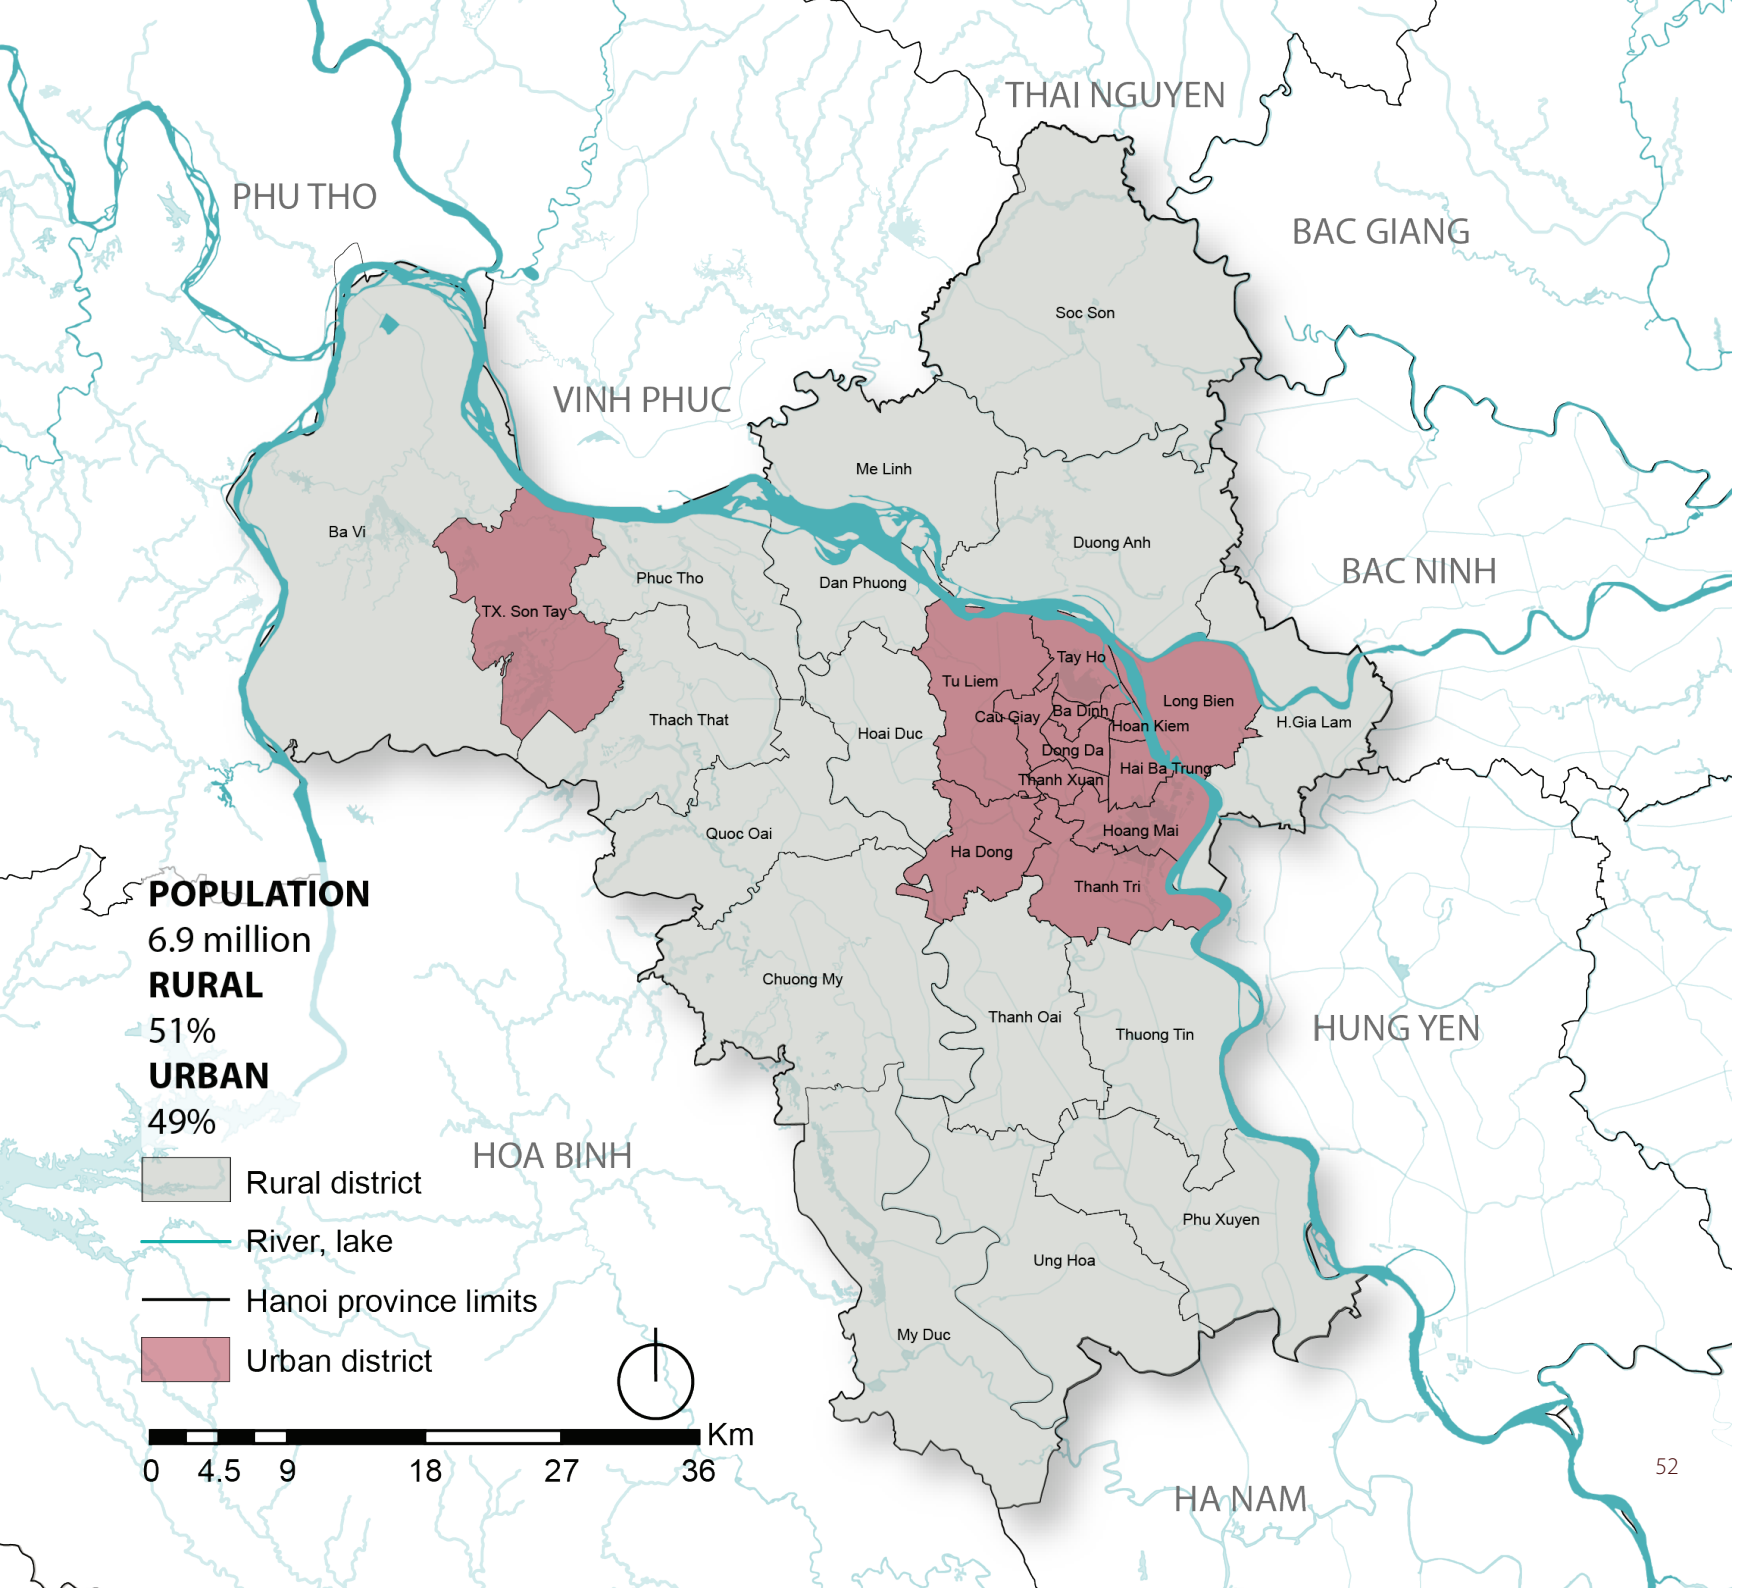 THAI NGUYEN
PHU THO
BAC GIANG
Soc Son
VINH PHUC
Me Linh
Ba Vi
Duong Anh
BAC NINH
Phuc Tho
Dan Phuong
TX. Son Tay
Tay Ho
Tu Liem
Long Bien
Cau Giay
Ba Dinh
Thach That
H.Gia Lam
Hoan Kiem
Hoai Duc
Dong Da
Hai Ba Trung
Thanh Xuan
Quoc Oai
Hoang Mai
Ha Dong
Thanh Tri
POPULATION
6.9 million
RURAL
51%
URBAN
49%
Chuong My
Thanh Oai
Thuong Tin
HUNG YEN
HOA BINH
Phu Xuyen
Ung Hoa
My Duc
Rural district
River, lake
Hanoi province limits
Urban district
Km
0 4.5 9 18 27 36
HA NAM
52